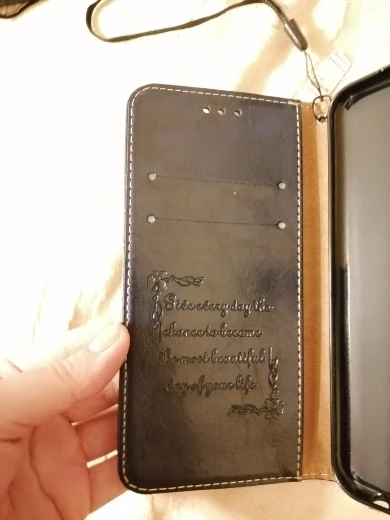 Give every day the
chance to become
the most beautiful
day of your life